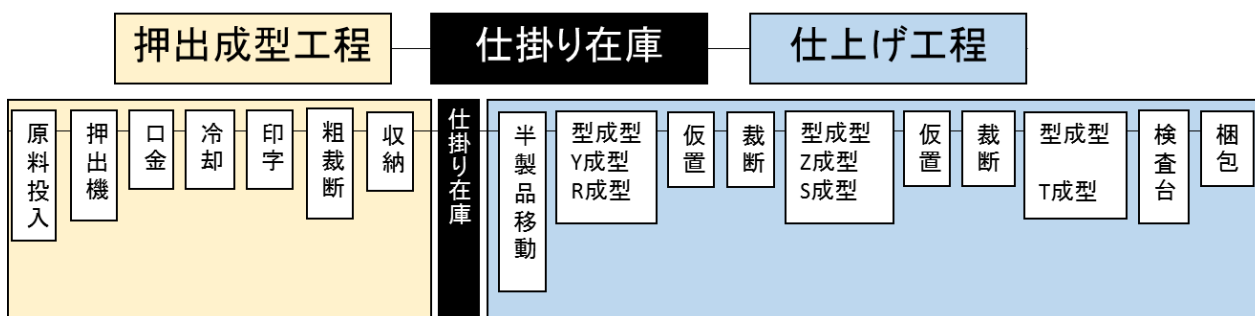 押出成型工程
仕掛り在庫
仕上げ工程
原料投入
押出機
口金
冷却
印字
粗裁断
収納
仕掛り在庫
半製品移動
型成型
Y成型
R成型
仮置
裁断
型成型
Z成型
S成型
仮置
裁断
型成型
T成型
検査台
梱包